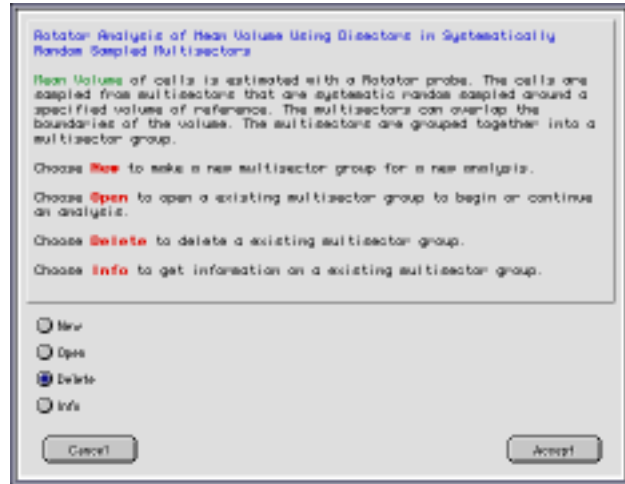 Rotator Analysis of Mean Volume Using Disectors in Systematically
Random Sampled Multisectors
Mean Volume of cells is estimated with a Rotator probe. The cells are
sampled from multisectors that are systematic random sampled around a
specified volume of reference. The multisectors can overlap the
boundaries of the volume. The multisectors are grouped together into a
multisector group.
Choose New to make a new multisector group for a new analysis.
Choose Open to open a existing multisector group to begin or continue
an analysis.
Choose Delete to delete a existing multisector group.
Choose Info to get information on a existing multisector group.
New
Open
Delete
Info
Cancel
Accept